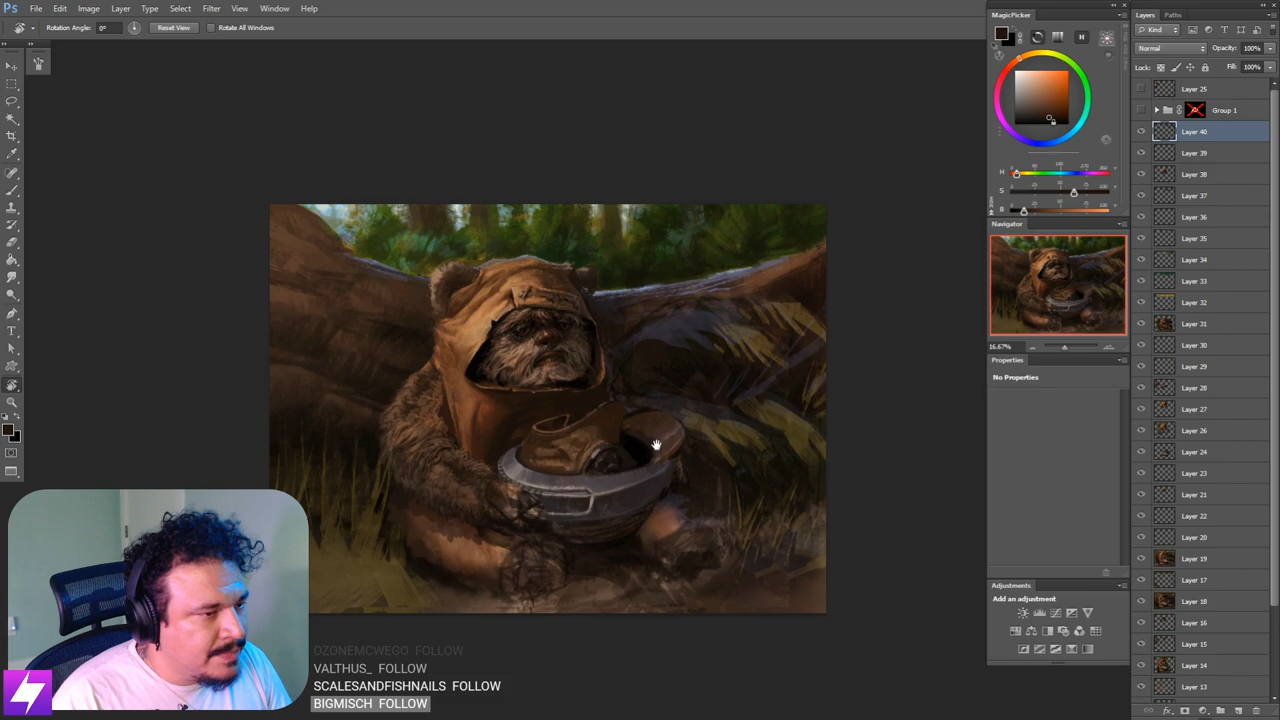 Ps File Edit Image Layer Type Select Filter View Window Help
Rotation Angle: 0° Reset View Rotate All Windows
MagicPicker
H
H
S
B
Navigator
16.67%
Properties
No Properties
Adjustments
Add an adjustment
Layers Paths
Kind
Normal Opacity: 100%
Lock: Fill: 100%
Layer 25
Group 1
Layer 40
Layer 39
Layer 38
Layer 37
Layer 36
Layer 35
Layer 34
Layer 33
Layer 32
Layer 31
Layer 30
Layer 29
Layer 28
Layer 27
Layer 26
Layer 24
Layer 23
Layer 21
Layer 22
Layer 20
Layer 19
Layer 17
Layer 18
Layer 16
Layer 15
Layer 14
Layer 13
OZONEMCWEGO FOLLOW
VALTHUS_ FOLLOW
SCALESANDFISHNAILS FOLLOW
BIGMISCH FOLLOW